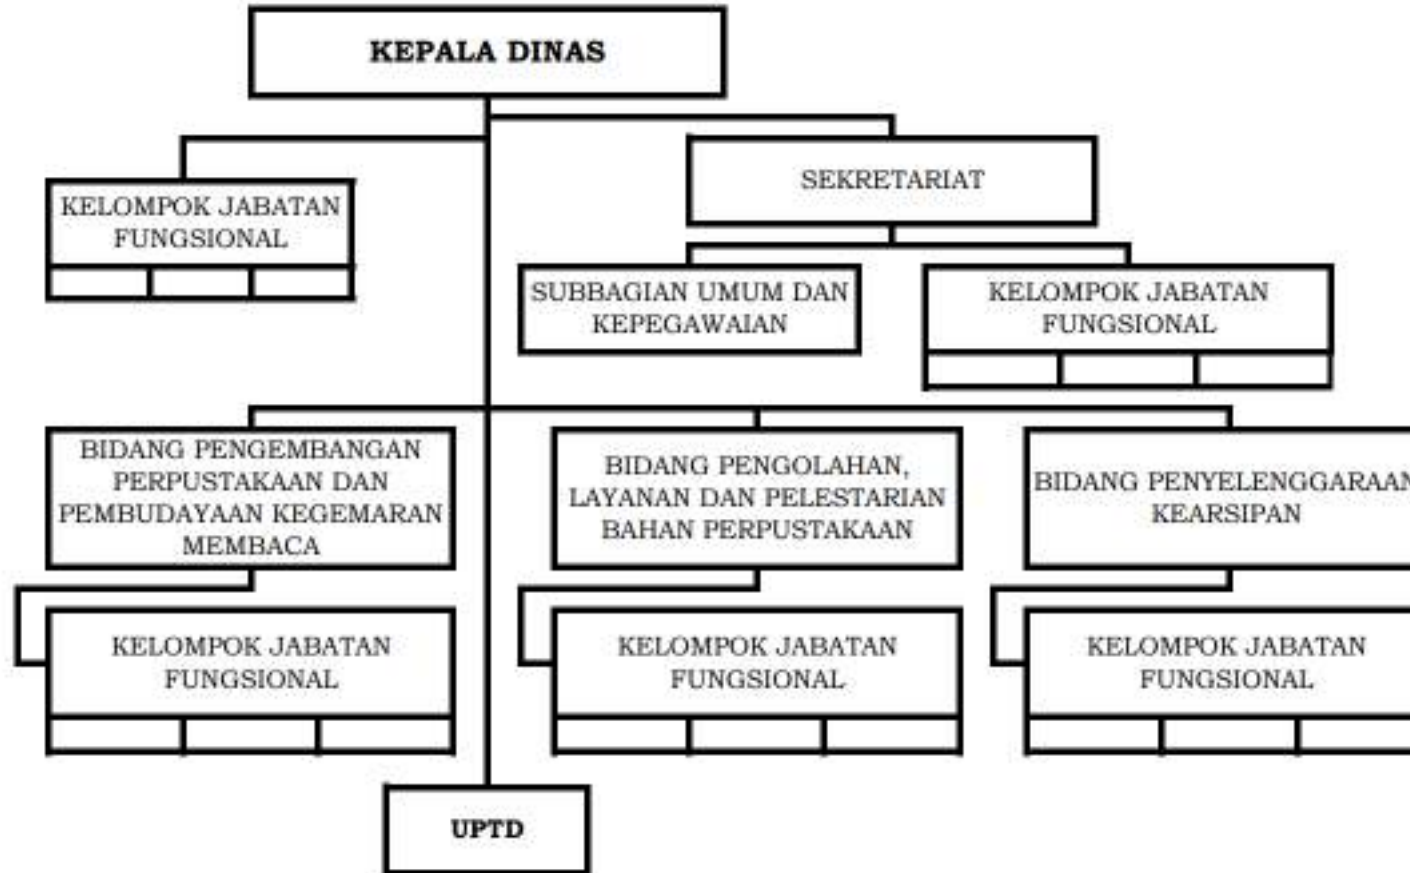 KEPALA DINAS
SEKRETARIAT
KELOMPOK JABATAN
FUNGSIONAL
SUBBAGIAN UMUM DAN
KEPEGAWAIAN
KELOMPOK JABATAN
FUNGSIONAL
BIDANG PENGEMBANGAN
PERPUSTAKAAN DAN
PEMBUDAYAAN KEGEMARAN
MEMBACA
BIDANG PENGOLAHAN,
LAYANAN DAN PELESTARIAN
BAHAN PERPUSTAKAAN
BIDANG PENYELENGGARAAN
KEARSIPAN
KELOMPOK JABATAN
FUNGSIONAL
KELOMPOK JABATAN
FUNGSIONAL
KELOMPOK JABATAN
FUNGSIONAL
UPTD